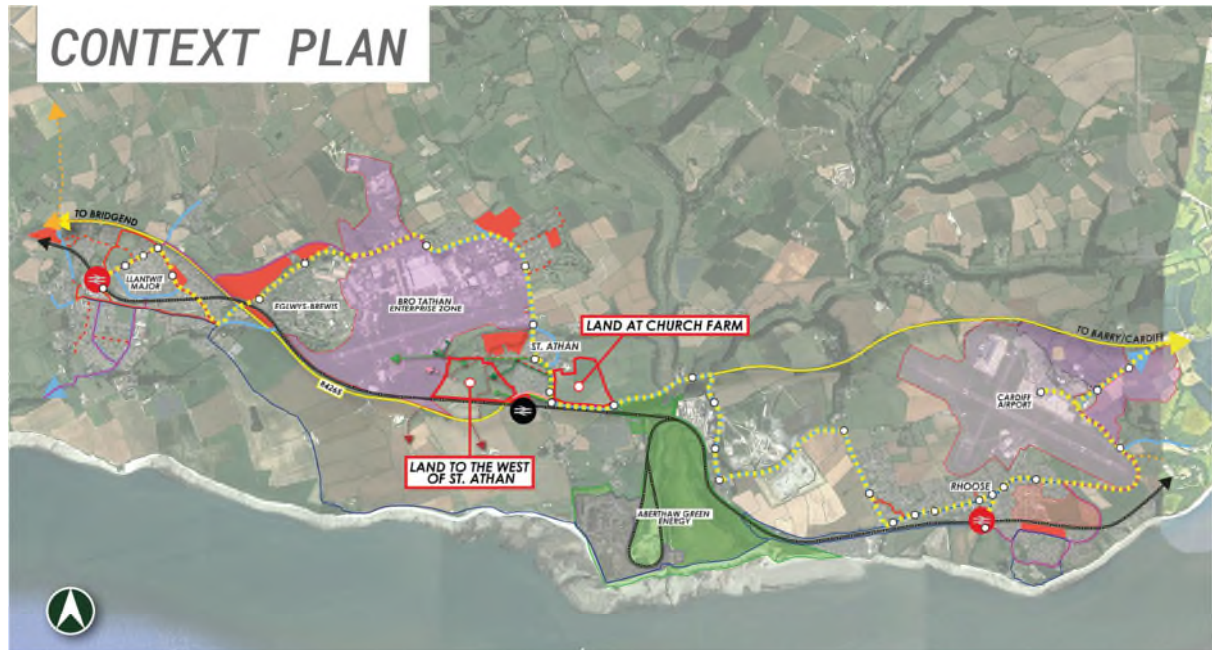 CONTEXT PLAN
TO BRIDGEND
LLANTWIT
MAJOR
EGLWYS-BREWIS
BRO TATHAN
ENTERPRISE ZONE
LAND AT CHURCH FARM
ST. ATHAN
TO BARRY/CARDIFF
B4265
CARDIFF
AIRPORT
LAND TO THE WEST
OF ST. ATHAN
RHOOSE
ABERTHAW GREEN
ENERGY